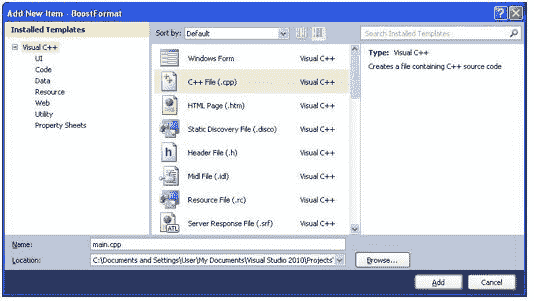 Add New Item - BoostFormat
Installed Templates
Sort by: Default
Search Installed Templates
Visual C++
UI
Code
Data
Resource
Web
Utility
Property Sheets
Windows Form Visual C++
C++ File (.cpp) Visual C++
HTML Page (.htm) Visual C++
Static Discovery File (.disco) Visual C++
Header File (.h) Visual C++
Midl File (.idl) Visual C++
Resource File (.rc) Visual C++
Server Response File (.srf) Visual C++
Type: Visual C++
Creates a file containing C++ source code
Name: main.cpp
Location: C:\Documents and Settings\User\My Documents\Visual Studio 2010\Projects
Browse...
Add Cancel